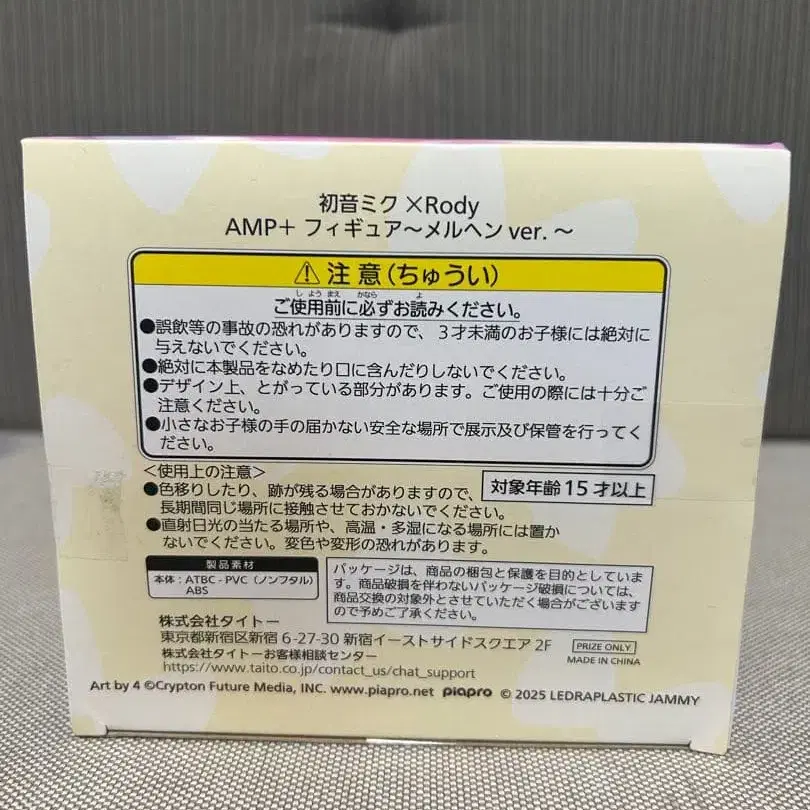 初音ミク×Rody
AMP+ フィギュア～メルヘン ver.～
⚠注意(ちゅうい)
しようまえ かなら よ
ご使用前に必ずお読みください。
●誤飲等の事故の恐れがありますので、3才未満のお子様には絶対に
与えないでください。
●絶対に本製品をなめたり口に含んだりしないでください。
●デザイン上、とがっている部分があります。ご使用の際には十分ご
注意ください。
●小さなお子様の手の届かない安全な場所で展示及び保管を行ってく
ださい。
<使用上の注意>
●色移りしたり、跡が残る場合がありますので、
長期間同じ場所に接触させておかないでください。
対象年齢15才以上
●直射日光の当たる場所や、高温・多湿になる場所には置か
ないでください。変色や変形の恐れがあります。
製品素材
本体:ATBC-PVC(ノンフタル)
ABS
パッケージは、商品の梱包と保護を目的としていま
す。商品破損を伴わないパッケージ破損については、
商品交換の対象外とさせていただく場合がございます
ので予めご了承ください。
株式会社タイトー
東京都新宿区新宿 6-27-30 新宿イーストサイドスクエア 2F
株式会社タイトーお客様相談センター
https://www.taito.co.jp/contact_us/chat_support
PRIZE ONLY
MADE IN CHINA
Art by 4 ©Crypton Future Media, INC. www.piapro.net piapro © 2025 LEDRAPLASTIC JAMMY